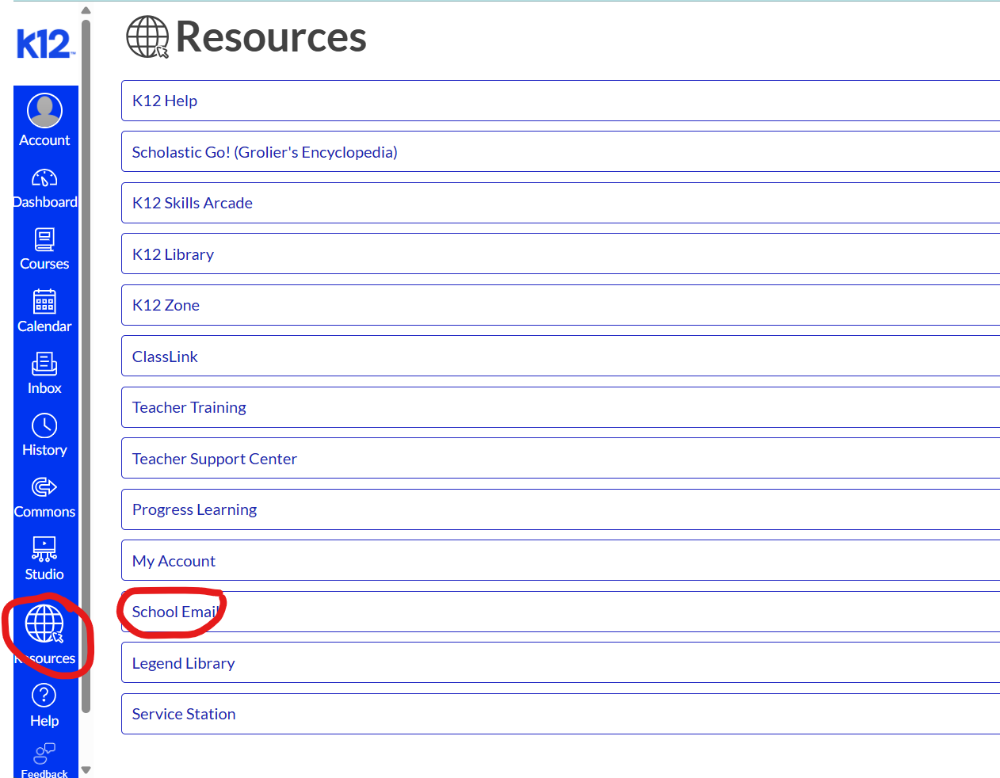 K12
Account
Dashboard
Courses
Calendar
Inbox
History
Commons
Studio
Resources
Help
Feedback
Resources
K12 Help
Scholastic Go! (Grolier's Encyclopedia)
K12 Skills Arcade
K12 Library
K12 Zone
ClassLink
Teacher Training
Teacher Support Center
Progress Learning
My Account
School Email
Legend Library
Service Station